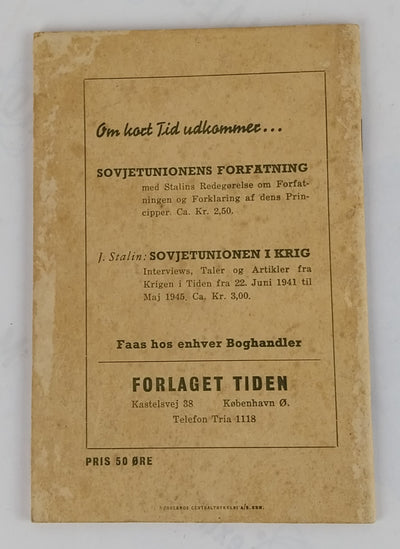 Om kort Tid udkommer...
SOVJETUNIONENS FORFATNING
med Stalins Redegørelse om Forfat-
ningen og Forklaring af dens Prin-
cipper. Ca. Kr. 2,50.
J. Stalin: SOVJETUNIONEN I KRIG
Interviews, Taler og Artikler fra
Krigen i Tiden fra 22. Juni 1941 til
Maj 1945. Ca. Kr. 3,00.
Faas hos enhver Boghandler
FORLAGET TIDEN
Kastelsvej 38 København Ø.
Telefon Tria 1118
PRIS 50 ØRE
CENTRALTRYKKERI A/S